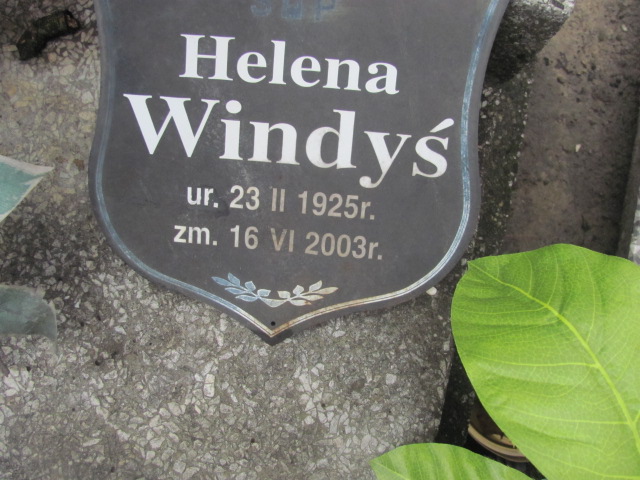 Helena
Windyś
ur. 23 II 1925r.
zm. 16 VI 2003r.